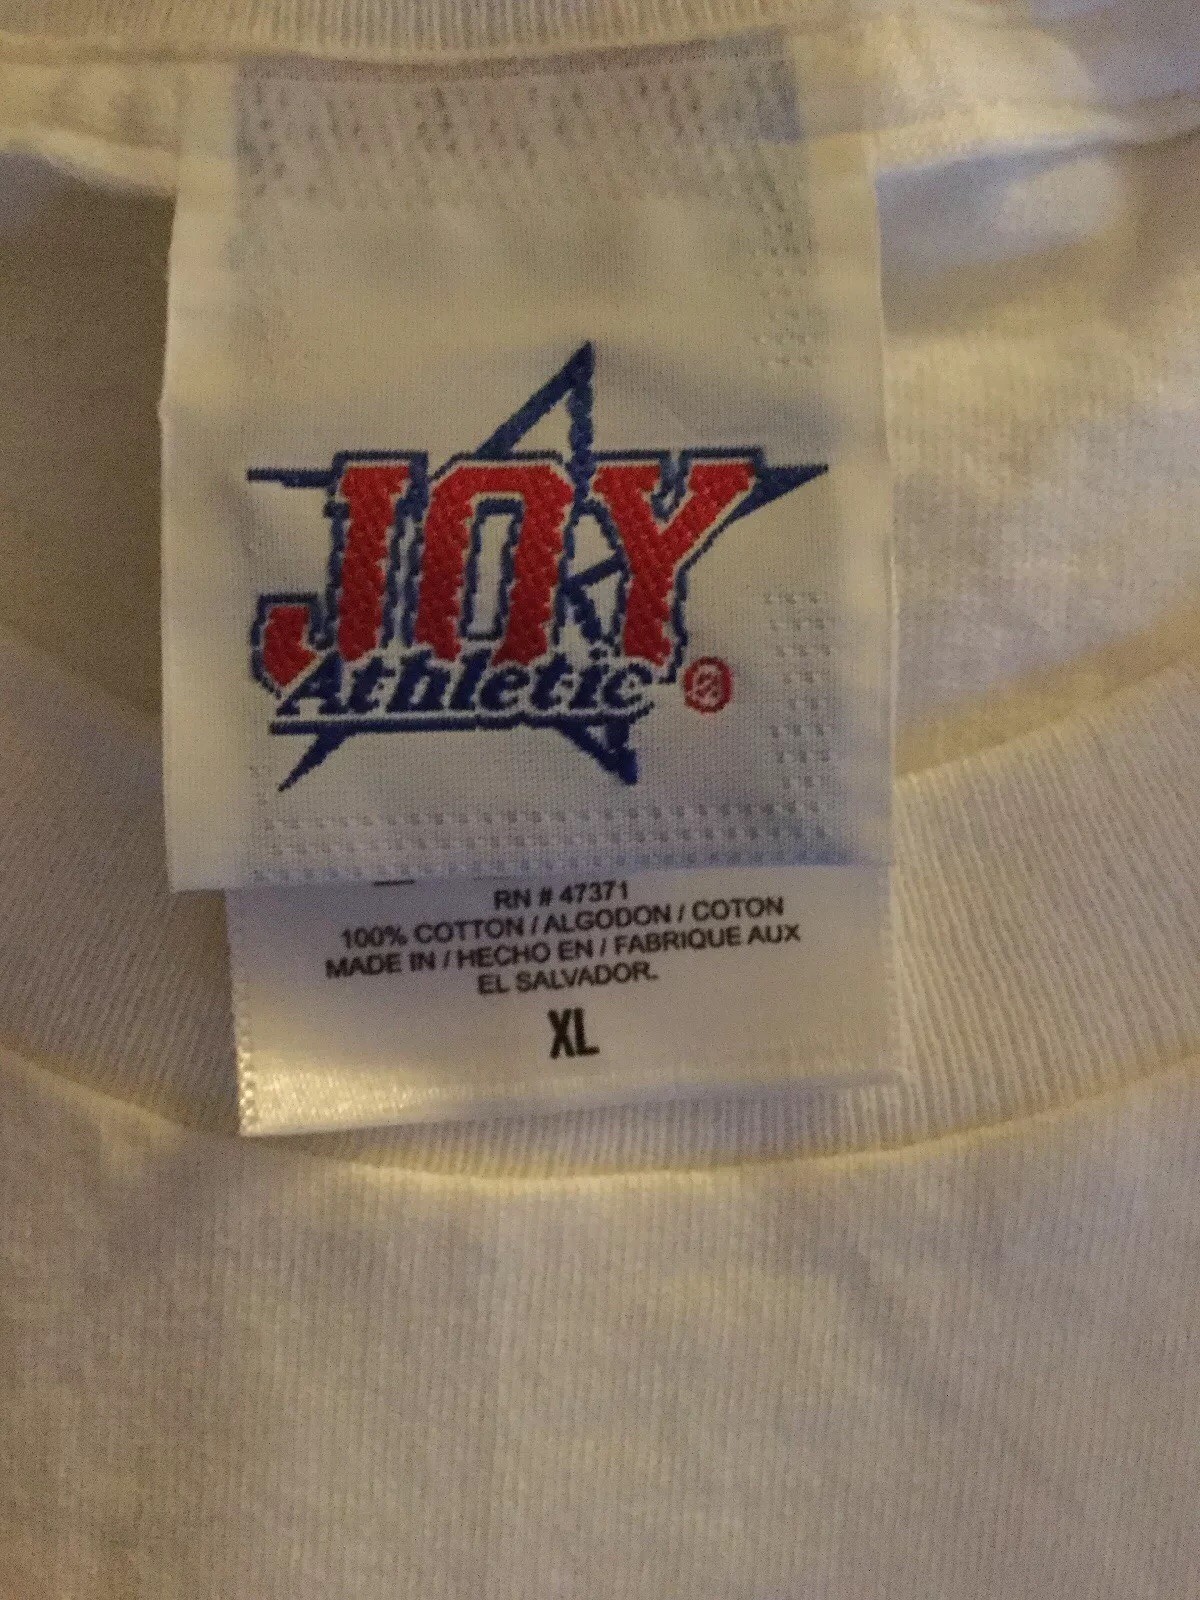 JOY
Athletic ®
RN # 47371
100% COTTON / ALGODON / COTON
MADE IN / HECHO EN / FABRIQUE AUX
EL SALVADOR.
XL